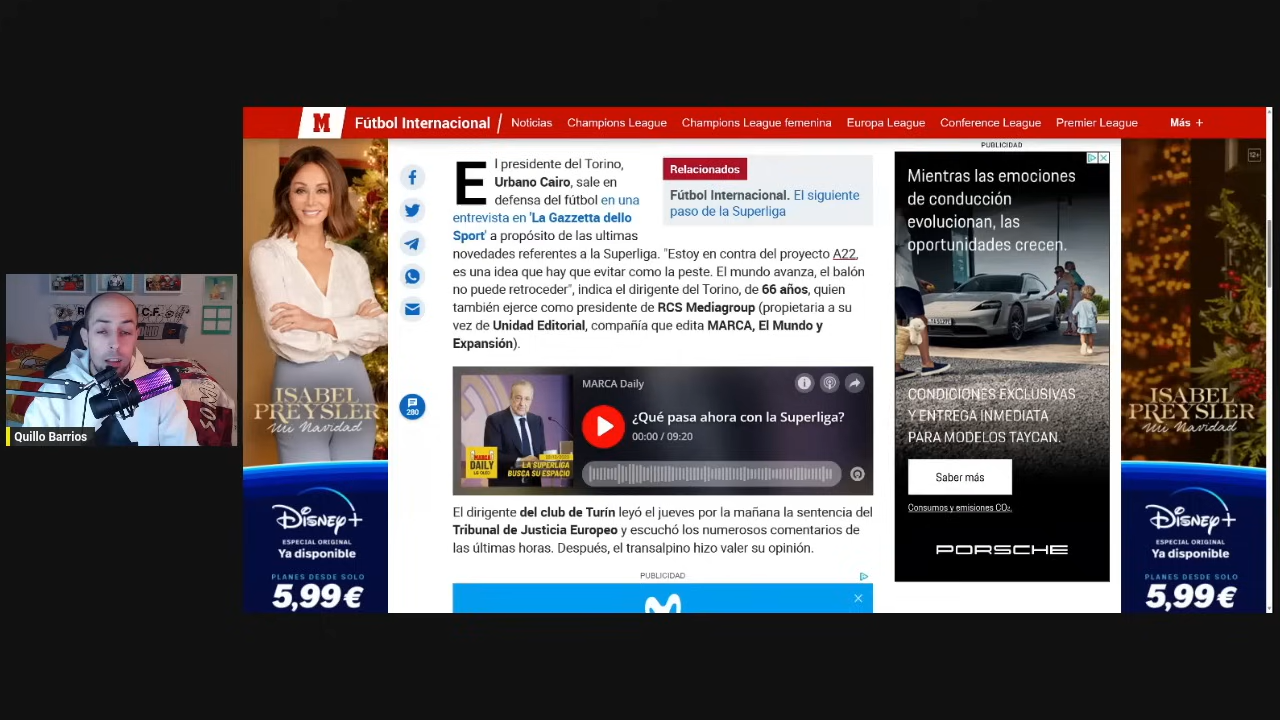 M
Fútbol Internacional
Noticias
Champions League
Champions League femenina
Europa League
Conference League
Premier League
Más +
El presidente del Torino,
Urbano Cairo, sale en
defensa del fútbol en una
entrevista en 'La Gazzetta dello
Sport' a propósito de las ultimas
novedades referentes a la Superliga. "Estoy en contra del proyecto A22,
es una idea que hay que evitar como la peste. El mundo avanza, el balón
no puede retroceder", indica el dirigente del Torino, de 66 años, quien
también ejerce como presidente de RCS Mediagroup (propietaria a su
vez de Unidad Editorial, compañía que edita MARCA, El Mundo y
Expansión).
Relacionados
Fútbol Internacional. El siguiente
paso de la Superliga
280
MARCA Daily
¿Qué pasa ahora con la Superliga?
00:00 / 09:20
MARCA
DAILY
LA SUPERLIGA
BUSCA SU ESPACIO
El dirigente del club de Turín leyó el jueves por la mañana la sentencia del
Tribunal de Justicia Europeo y escuchó los numerosos comentarios de
las últimas horas. Después, el transalpino hizo valer su opinión.
PUBLICIDAD
PUBLICIDAD
Mientras las emociones
de conducción
evolucionan, las
oportunidades crecen.
CONDICIONES EXCLUSIVAS
Y ENTREGA INMEDIATA
PARA MODELOS TAYCAN.
Saber más
Consumos y emisiones CO₂.
PORSCHE
ISABEL
PREYSLER
Mi Navidad
Disney+
ESPECIAL ORIGINAL
Ya disponible
PLANES DESDE SOLO
5,99€
12+
ISABEL
PREYSLER
Mi Navidad
Disney+
ESPECIAL ORIGINAL
Ya disponible
PLANES DESDE SOLO
5,99€
Quillo Barrios